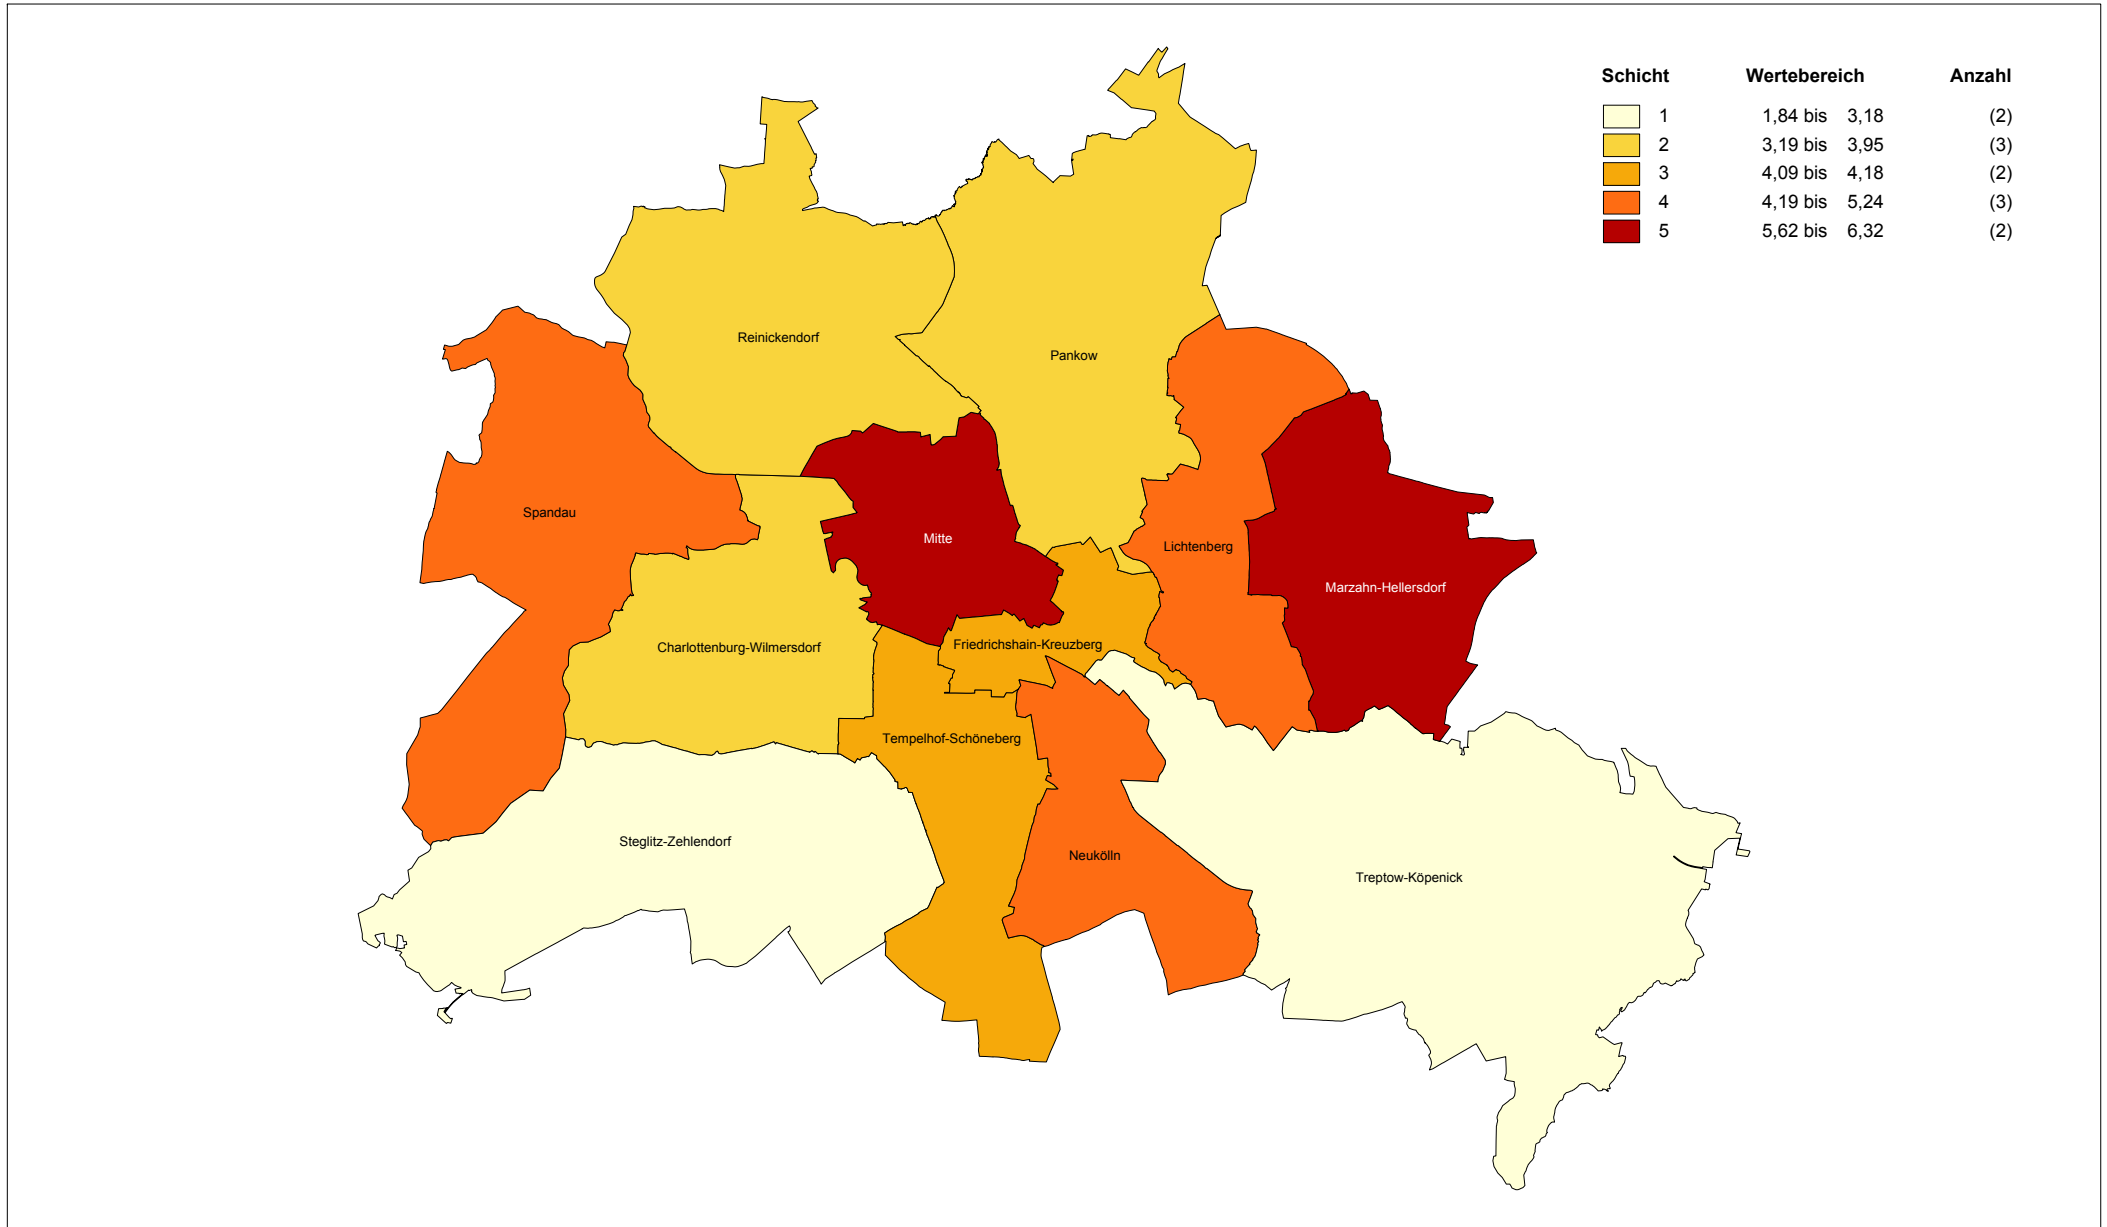 Schicht Wertebereich Anzahl
1 1,84 bis 3,18 (2)
2 3,19 bis 3,95 (3)
3 4,09 bis 4,18 (2)
4 4,19 bis 5,24 (3)
5 5,62 bis 6,32 (2)
Reinickendorf
Pankow
Spandau
Mitte
Lichtenberg
Marzahn-Hellersdorf
Charlottenburg-Wilmersdorf
Friedrichshain-Kreuzberg
Tempelhof-Schöneberg
Steglitz-Zehlendorf
Neukölln
Treptow-Köpenick